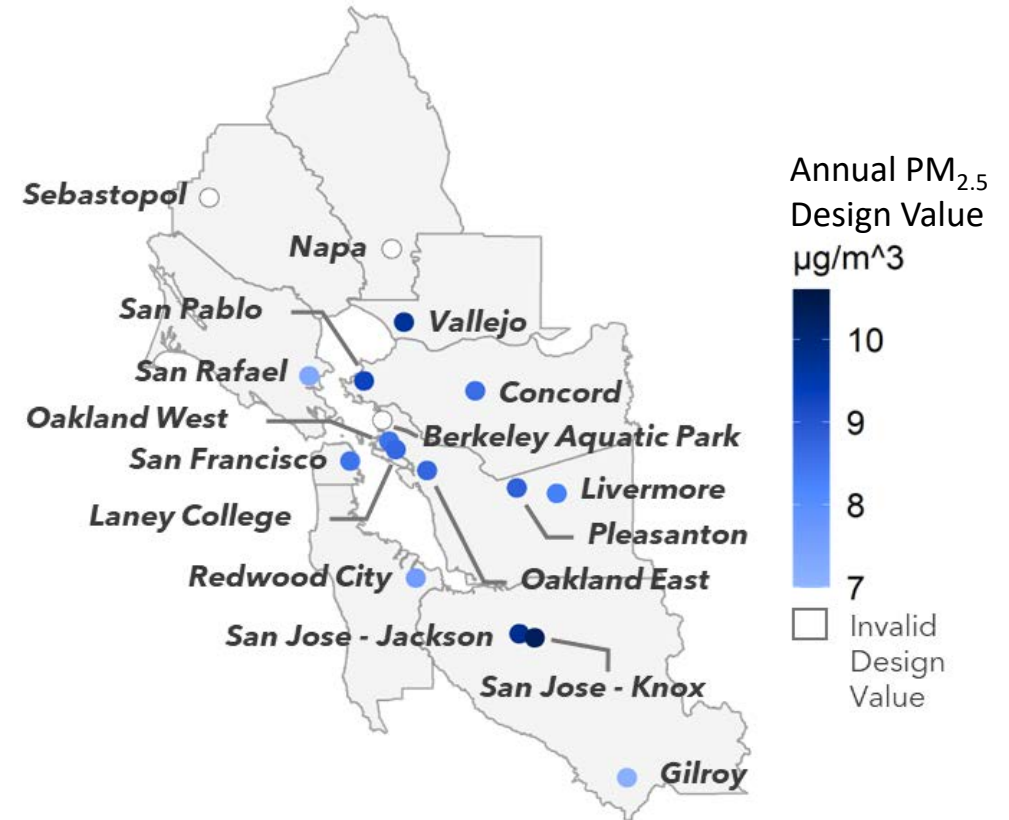 Sebastopol
Napa
San Pablo
Vallejo
San Rafael
Concord
Oakland West
Berkeley Aquatic Park
San Francisco
Livermore
Laney College
Pleasanton
Redwood City
Oakland East
San Jose - Jackson
San Jose - Knox
Gilroy
Annual PM₂.₅
Design Value
µg/m^3
10
9
8
7
Invalid
Design
Value